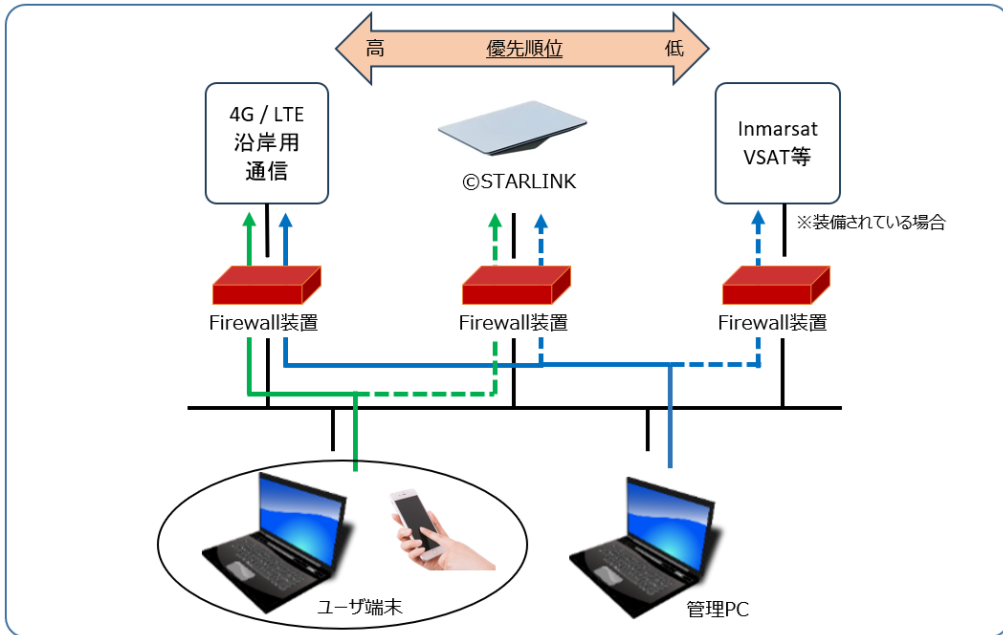 高 優先順位 低
4G / LTE
沿岸用
通信
©STARLINK
Inmarsat
VSAT等
※装備されている場合
Firewall装置
Firewall装置
Firewall装置
ユーザ端末
管理PC